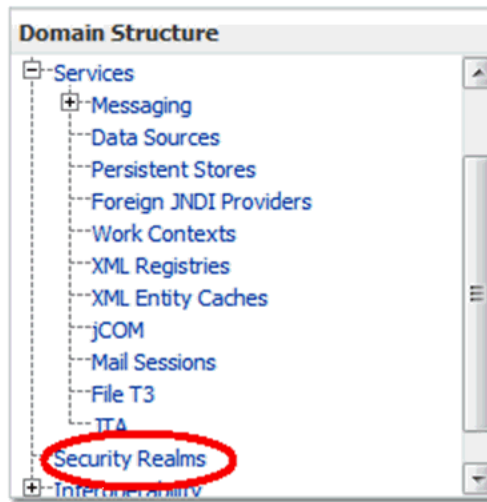 Domain Structure
Services
Messaging
Data Sources
Persistent Stores
Foreign JNDI Providers
Work Contexts
XML Registries
XML Entity Caches
jCOM
Mail Sessions
File T3
JTA
Security Realms
Interoperability